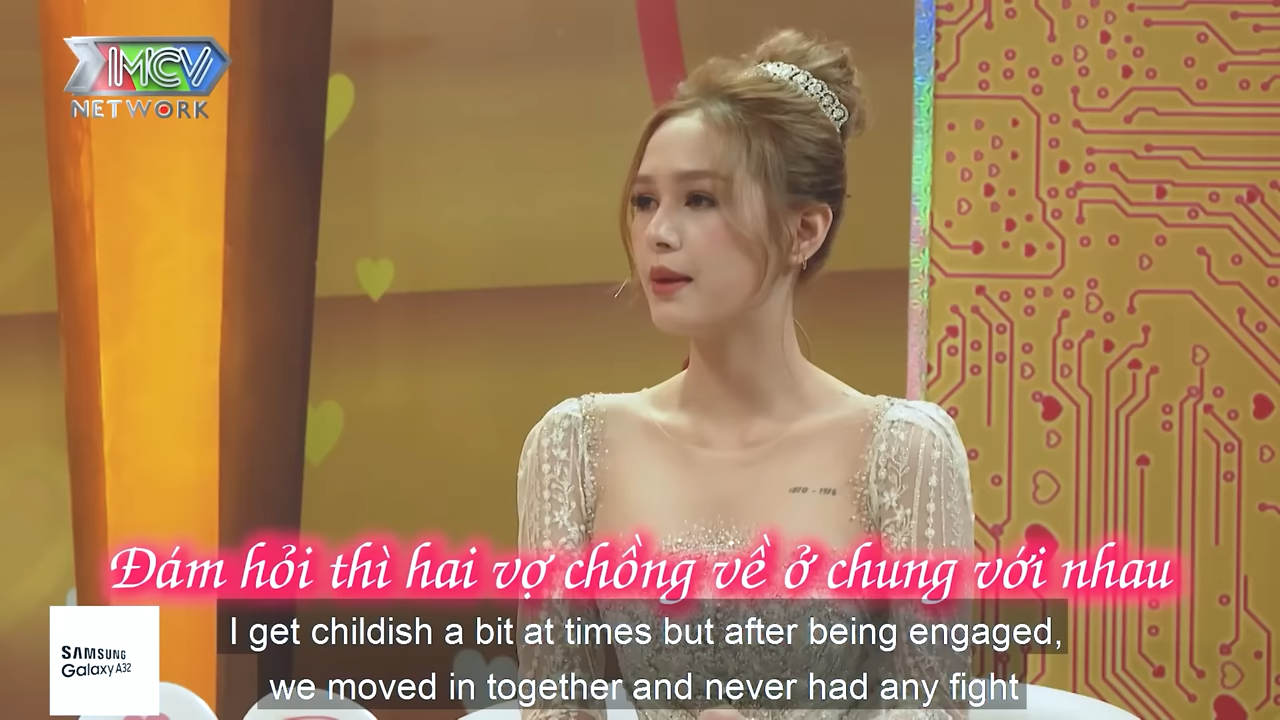 MCV
NETWORK
Đám hỏi thì hai vợ chồng về ở chung với nhau
I get childish a bit at times but after being engaged,
we moved in together and never had any fight
SAMSUNG
Galaxy A32